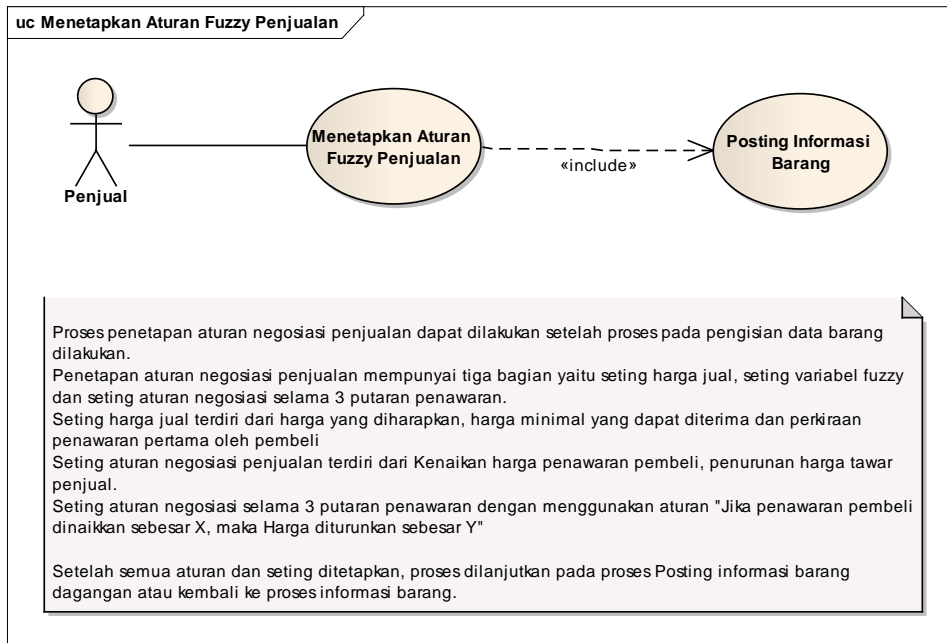 uc Menetapkan Aturan Fuzzy Penjualan
Penjual
Menetapkan Aturan
Fuzzy Penjualan
«include»
Posting Informasi
Barang
Proses penetapan aturan negosiasi penjualan dapat dilakukan setelah proses pada pengisian data barang
dilakukan.
Penetapan aturan negosiasi penjualan mempunyai tiga bagian yaitu seting harga jual, seting variabel fuzzy
dan seting aturan negosiasi selama 3 putaran penawaran.
Seting harga jual terdiri dari harga yang diharapkan, harga minimal yang dapat diterima dan perkiraan
penawaran pertama oleh pembeli
Seting aturan negosiasi penjualan terdiri dari Kenaikan harga penawaran pembeli, penurunan harga tawar
penjual.
Seting aturan negosiasi selama 3 putaran penawaran dengan menggunakan aturan "Jika penawaran pembeli
dinaikkan sebesar X, maka Harga diturunkan sebesar Y"
Setelah semua aturan dan seting ditetapkan, proses dilanjutkan pada proses Posting informasi barang
dagangan atau kembali ke proses informasi barang.